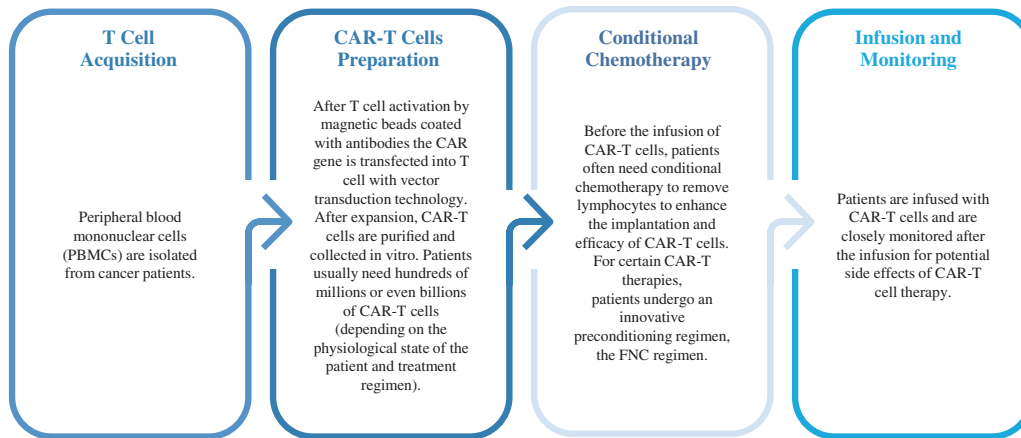 T Cell
Acquisition
Peripheral blood
mononuclear cells
(PBMCs) are isolated
from cancer patients.
CAR-T Cells
Preparation
After T cell activation by
magnetic beads coated
with antibodies the CAR
gene is transfected into T
cell with vector
transduction technology.
After expansion, CAR-T
cells are purified and
collected in vitro. Patients
usually need hundreds of
millions or even billions
of CAR-T cells
(depending on the
physiological state of the
patient and treatment
regimen).
Conditional
Chemotherapy
Before the infusion of
CAR-T cells, patients
often need conditional
chemotherapy to remove
lymphocytes to enhance
the implantation and
efficacy of CAR-T cells.
For certain CAR-T
therapies,
patients undergo an
innovative
preconditioning regimen,
the FNC regimen.
Infusion and
Monitoring
Patients are infused with
CAR-T cells and are
closely monitored after
the infusion for potential
side effects of CAR-T
cell therapy.